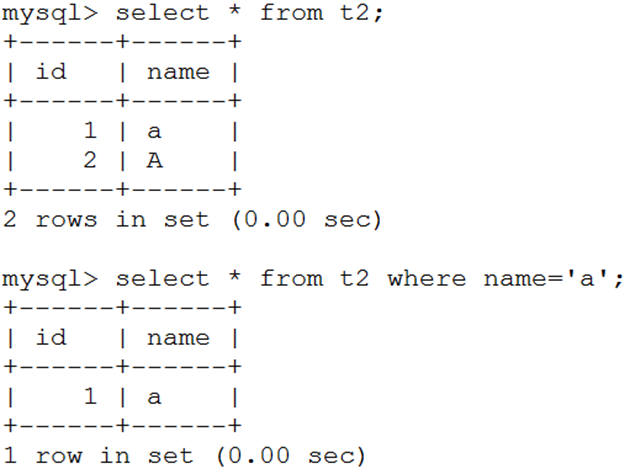 mysql> select * from t2;
+------+------+
| id   | name |
+------+------+
|    1 | a    |
|    2 | A    |
+------+------+
2 rows in set (0.00 sec)
mysql> select * from t2 where name='a';
+------+------+
| id   | name |
+------+------+
|    1 | a    |
+------+------+
1 row in set (0.00 sec)